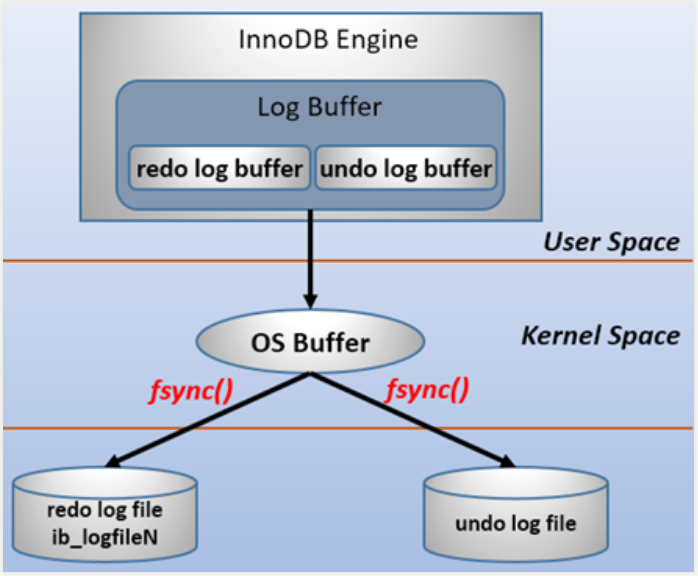 InnoDB Engine
Log Buffer
redo log buffer
undo log buffer
User Space
OS Buffer
Kernel Space
fsync()
fsync()
redo log file
ib_logfileN
undo log file